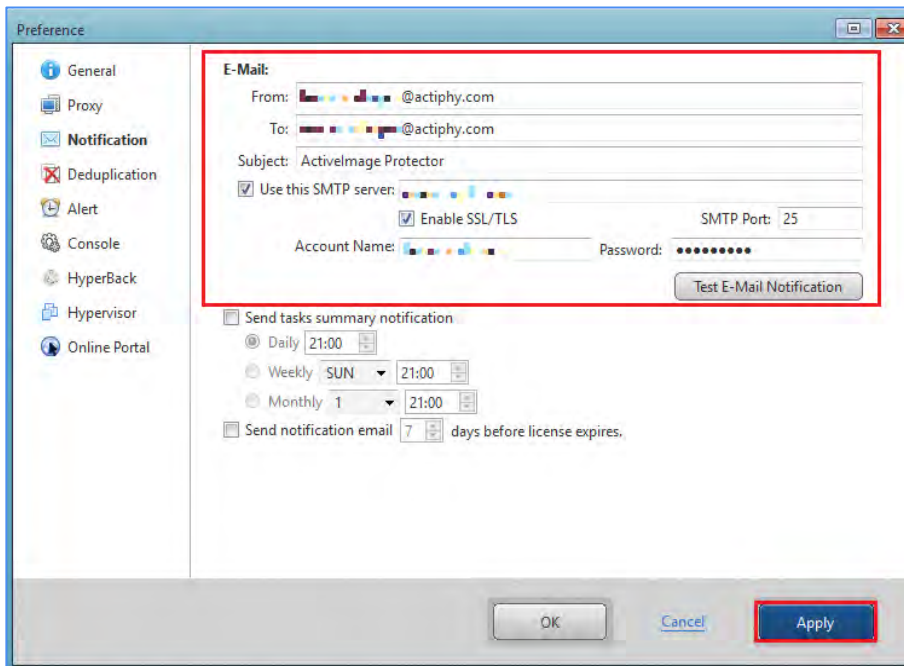 Preference
General
Proxy
Notification
Deduplication
Alert
Console
HyperBack
Hypervisor
Online Portal
E-Mail:
From: @actiphy.com
To: @actiphy.com
Subject: ActiveImage Protector
Use this SMTP server:
Enable SSL/TLS SMTP Port: 25
Account Name: Password: •••••••••
Test E-Mail Notification
Send tasks summary notification
Daily 21:00
Weekly SUN 21:00
Monthly 1 21:00
Send notification email 7 days before license expires.
OK Cancel Apply